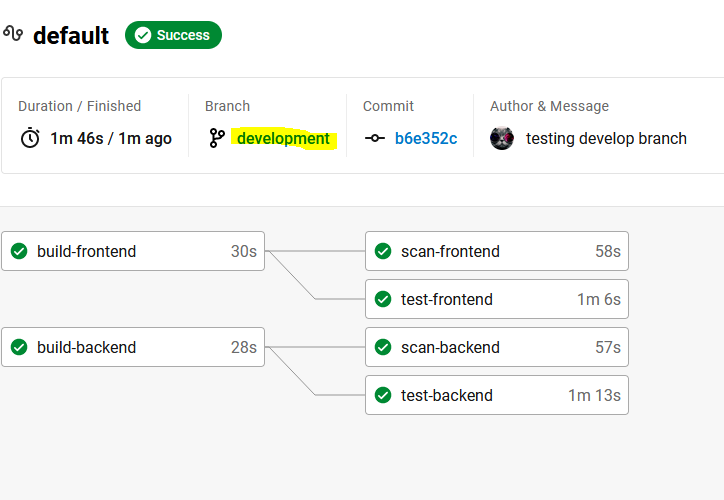 default Success
Duration / Finished Branch Commit Author & Message
1m 46s / 1m ago development b6e352c testing develop branch
build-frontend 30s scan-frontend 58s
test-frontend 1m 6s
build-backend 28s scan-backend 57s
test-backend 1m 13s